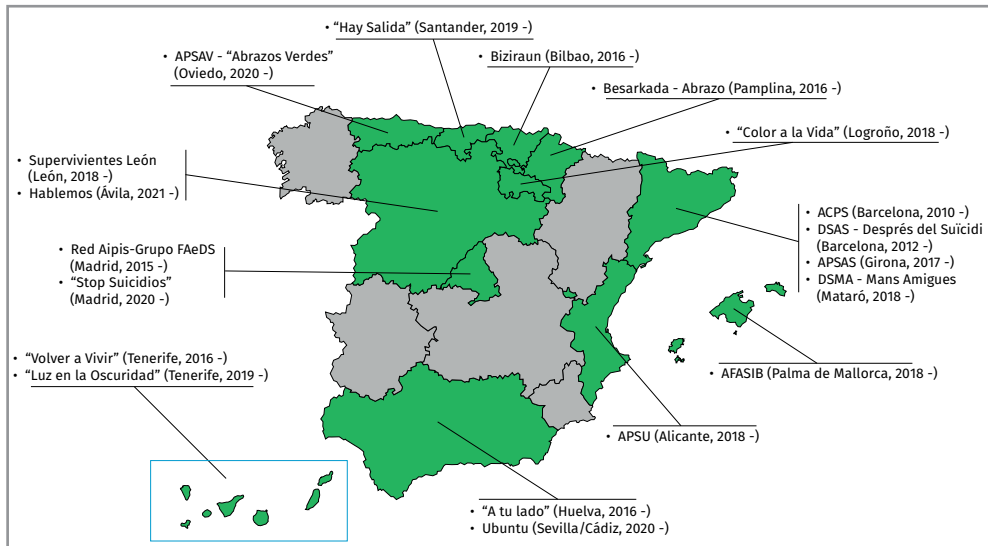 • “Hay Salida” (Santander, 2019 -)
• APSAV - “Abrazos Verdes”
(Oviedo, 2020 -)
• Biziraun (Bilbao, 2016 -)
• Besarkada - Abrazo (Pamplina, 2016 -)
• “Color a la Vida” (Logroño, 2018 -)
• Supervivientes León
(León, 2018 -)
• Hablemos (Ávila, 2021 -)
• ACPS (Barcelona, 2010 -)
• DSAS - Després del Suïcidi
(Barcelona, 2012 -)
• APSAS (Girona, 2017 -)
• DSMA - Mans Amigues
(Mataró, 2018 -)
• Red Aipis-Grupo FAeDS
(Madrid, 2015 -)
• “Stop Suicidios”
(Madrid, 2020 -)
• “Volver a Vivir” (Tenerife, 2016 -)
• “Luz en la Oscuridad” (Tenerife, 2019 -)
• AFASIB (Palma de Mallorca, 2018 -)
• APSU (Alicante, 2018 -)
• “A tu lado” (Huelva, 2016 -)
• Ubuntu (Sevilla/Cádiz, 2020 -)